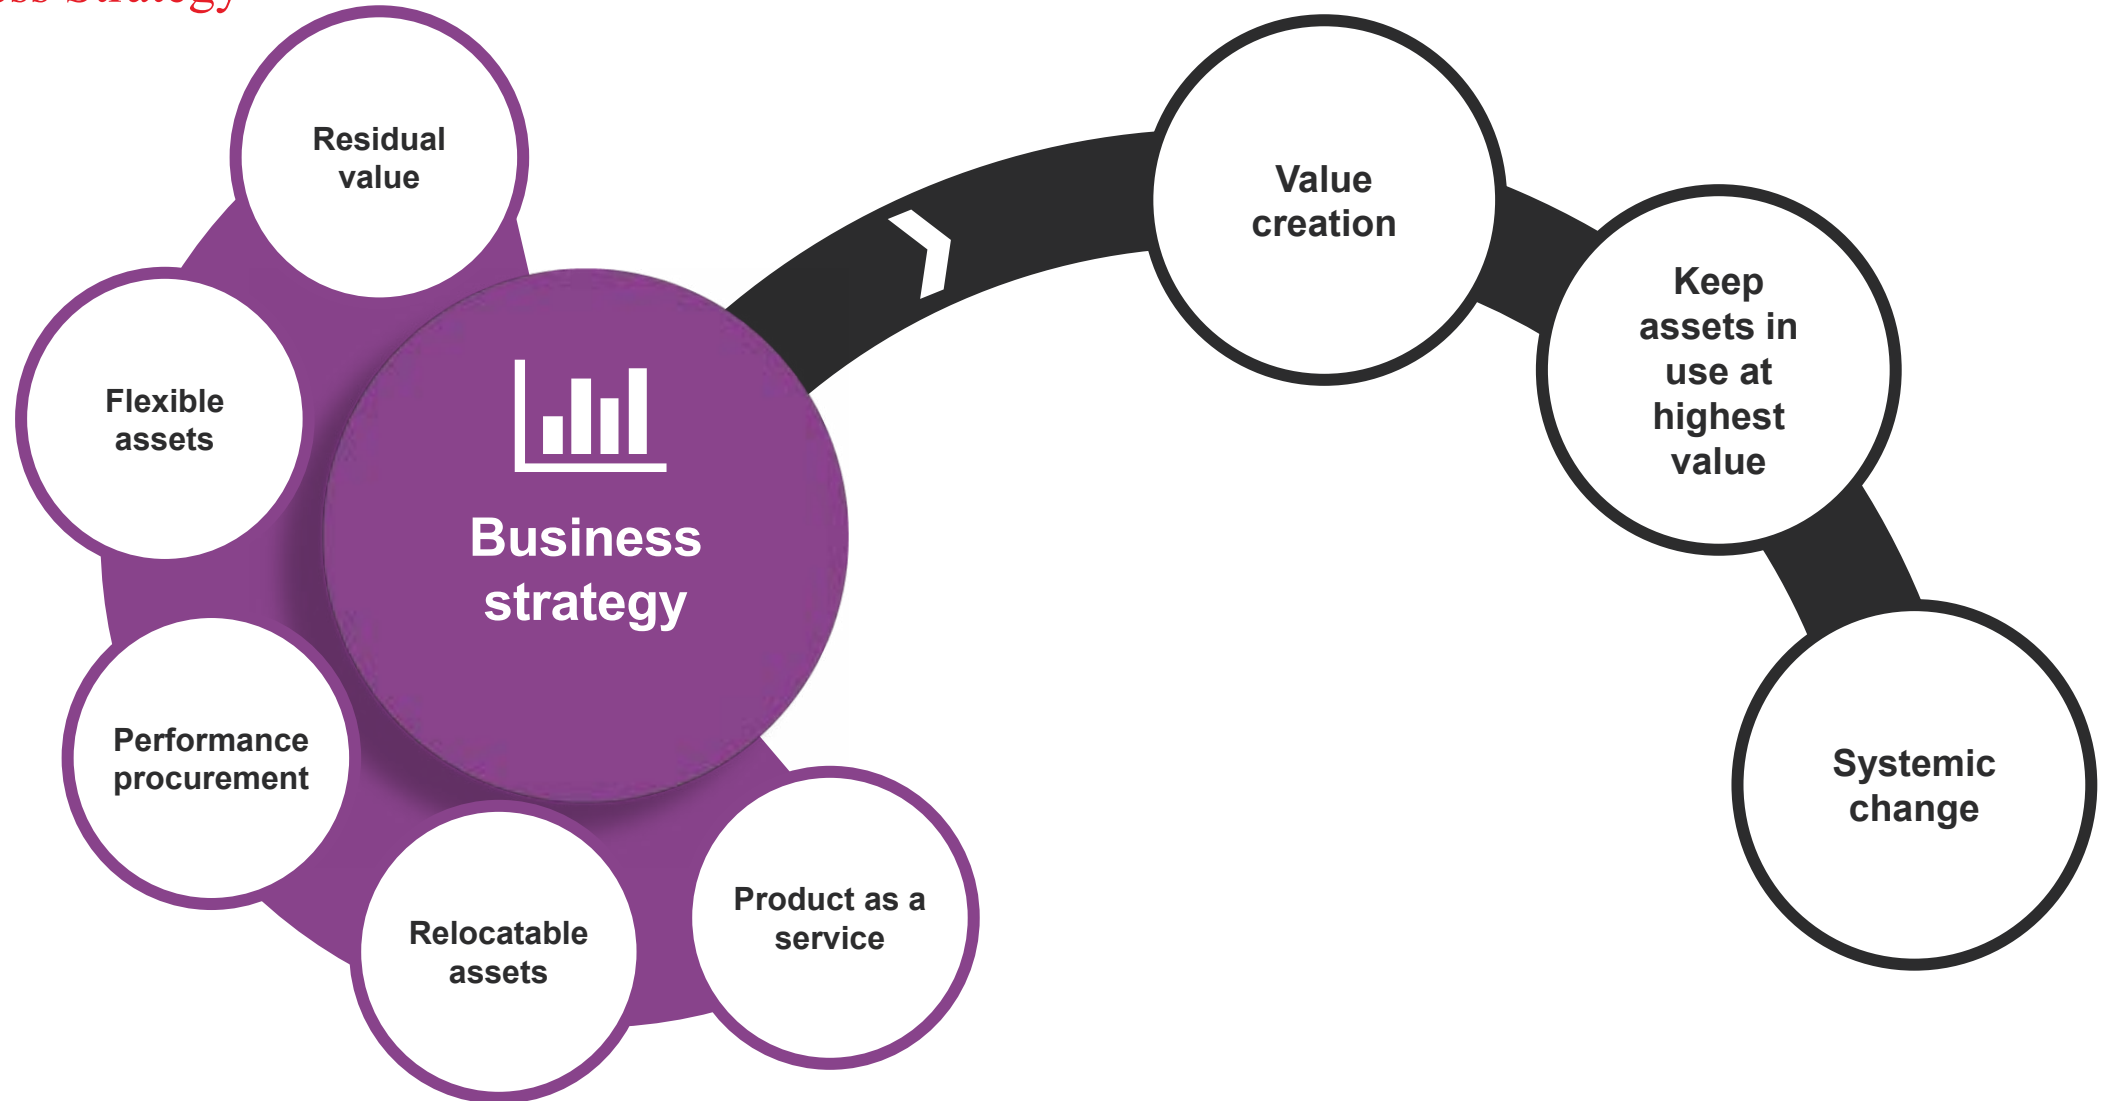 Strategy
Residual
value
Flexible
assets
Performance
procurement
Relocatable
assets
Product as a
service
Business
strategy
Value
creation
Keep
assets in
use at
highest
value
Systemic
change